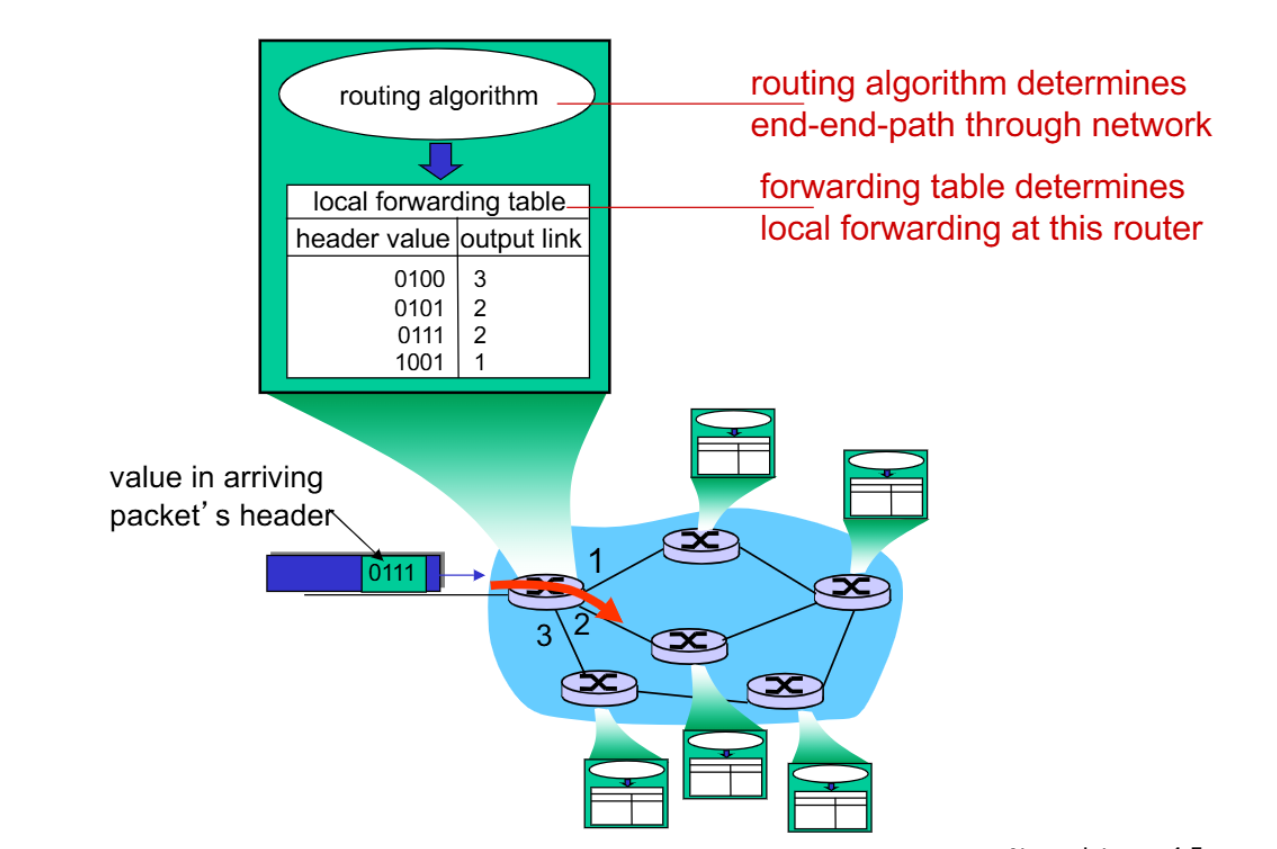 routing algorithm
routing algorithm determines
end-end-path through network
forwarding table determines
local forwarding at this router
local forwarding table
header value output link
0100 3
0101 2
0111 2
1001 1
value in arriving
packet’s header
0111
1
2
3